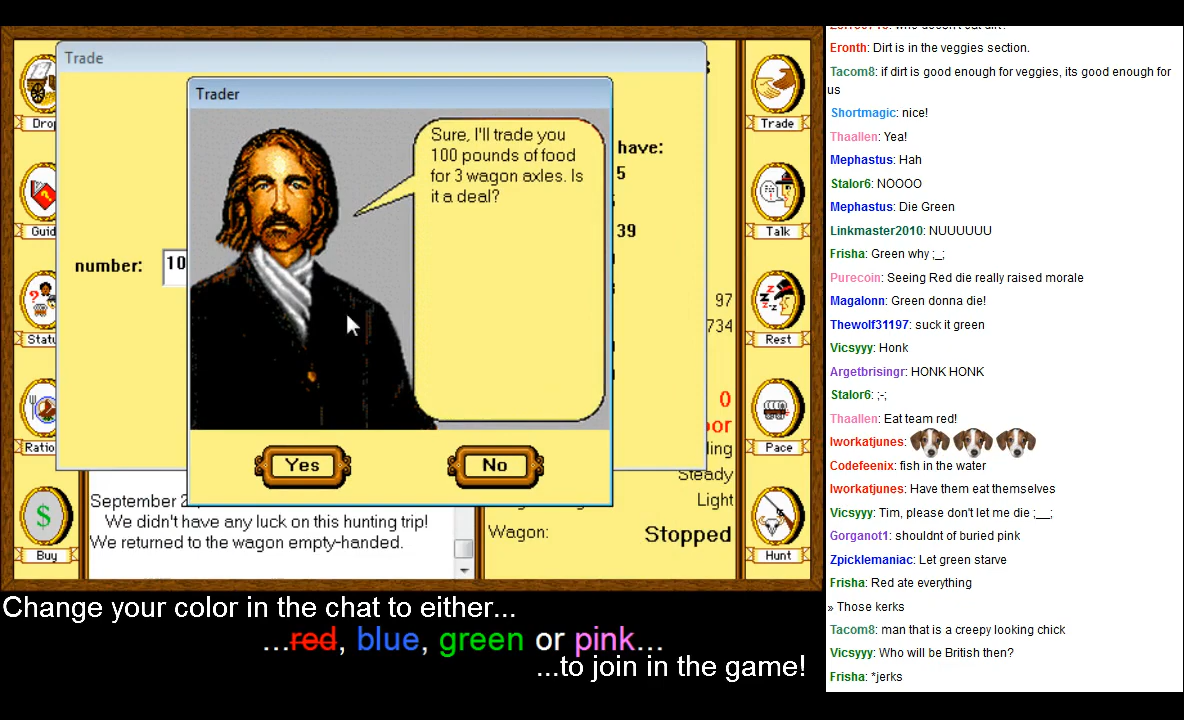 Trade
Trader
Sure, I'll trade you
100 pounds of food
for 3 wagon axles. Is
it a deal?
have:
5
39
number:
10
97
734
0
oor
ling
Steady
Light
Yes
No
Drop
Guid
Statu
Ratio
Buy
Trade
Talk
Rest
Pace
Hunt
September 2
We didn't have any luck on this hunting trip!
We returned to the wagon empty-handed.
Wagon:
Stopped
Change your color in the chat to either...
...red, blue, green or pink...
...to join in the game!
Eronth: Dirt is in the veggies section.
Tacom8: if dirt is good enough for veggies, its good enough for
us
Shortmagic: nice!
Thaallen: Yea!
Mephastus: Hah
Stalor6: NOOOO
Mephastus: Die Green
Linkmaster2010: NUUUUUU
Frisha: Green why ;_;
Purecoin: Seeing Red die really raised morale
Magalonn: Green donna die!
Thewolf31197: suck it green
Vicsyyy: Honk
Argetbrisingr: HONK HONK
Stalor6: ;-;
Thaallen: Eat team red!
Iworkatjunes:
Codefeenix: fish in the water
Iworkatjunes: Have them eat themselves
Vicsyyy: Tim, please don't let me die ;__;
Gorganot1: shouldnt of buried pink
Zpicklemaniac: Let green starve
Frisha: Red ate everything
» Those kerks
Tacom8: man that is a creepy looking chick
Vicsyyy: Who will be British then?
Frisha: *jerks